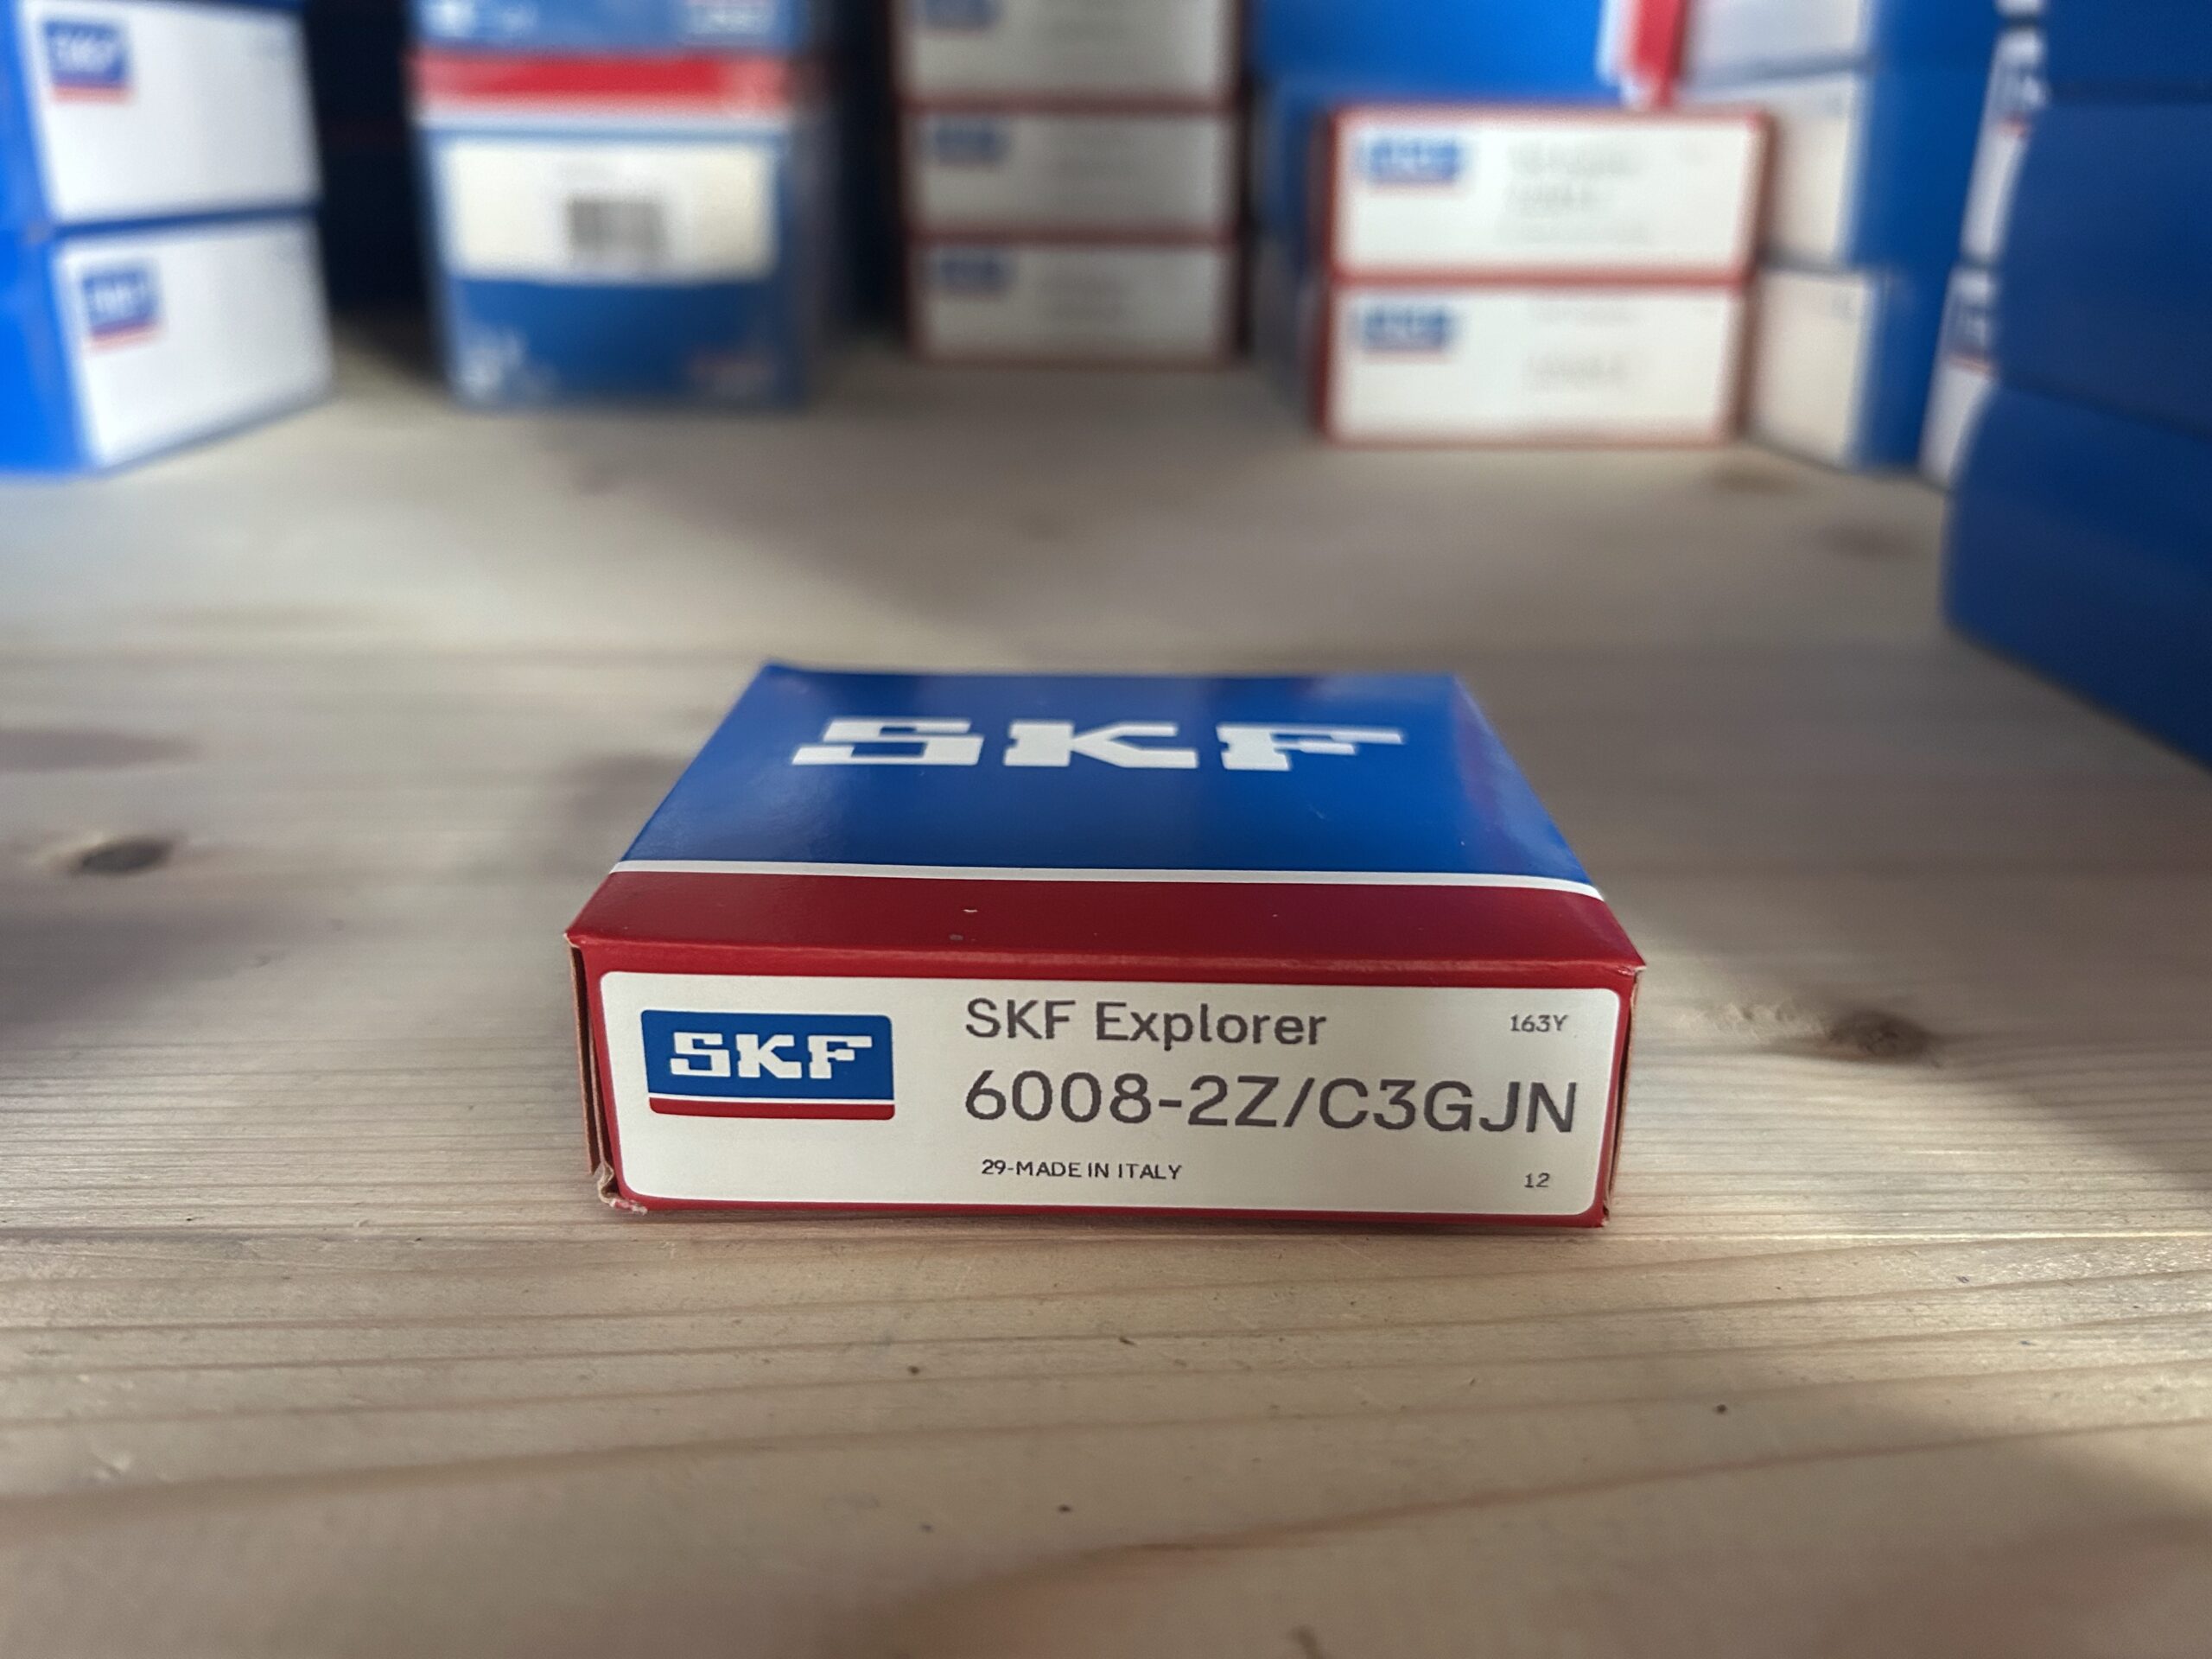 SKF
SKF
SKF Explorer
163Y
6008-2Z/C3GJN
29-MADE IN ITALY
12